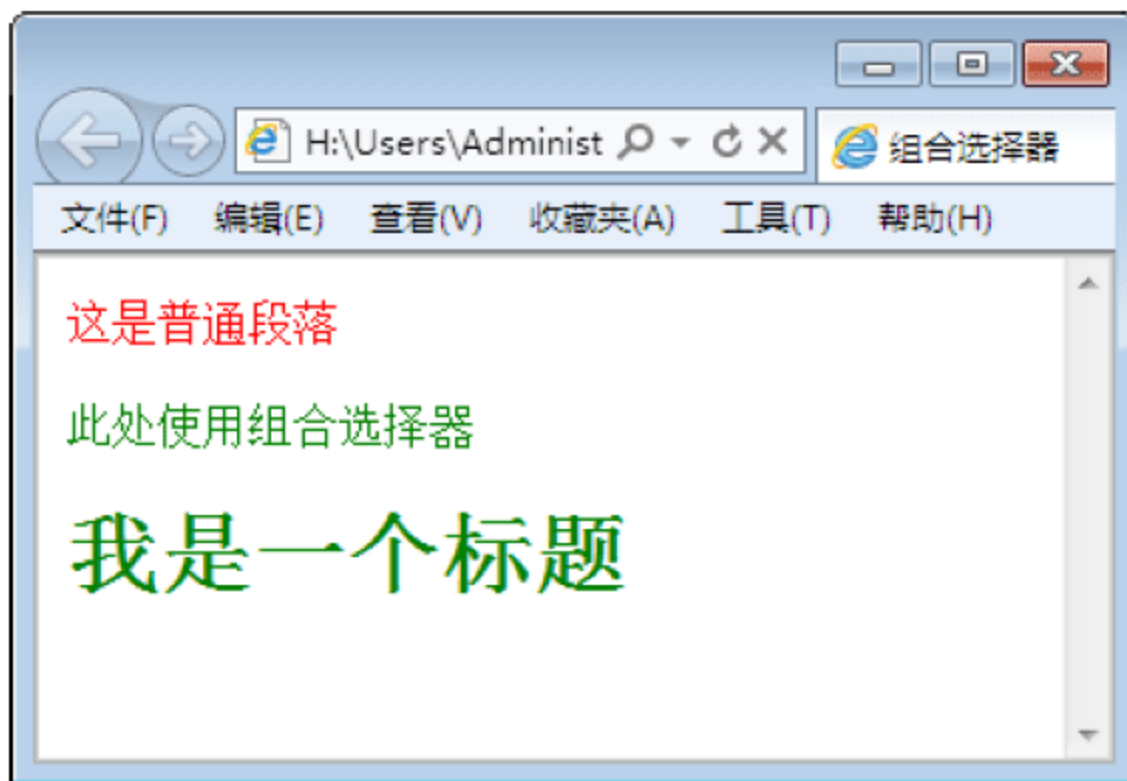 H:\Users\Administ
组合选择器
文件(F) 编辑(E) 查看(V) 收藏夹(A) 工具(T) 帮助(H)
这是普通段落
此处使用组合选择器
我是一个标题